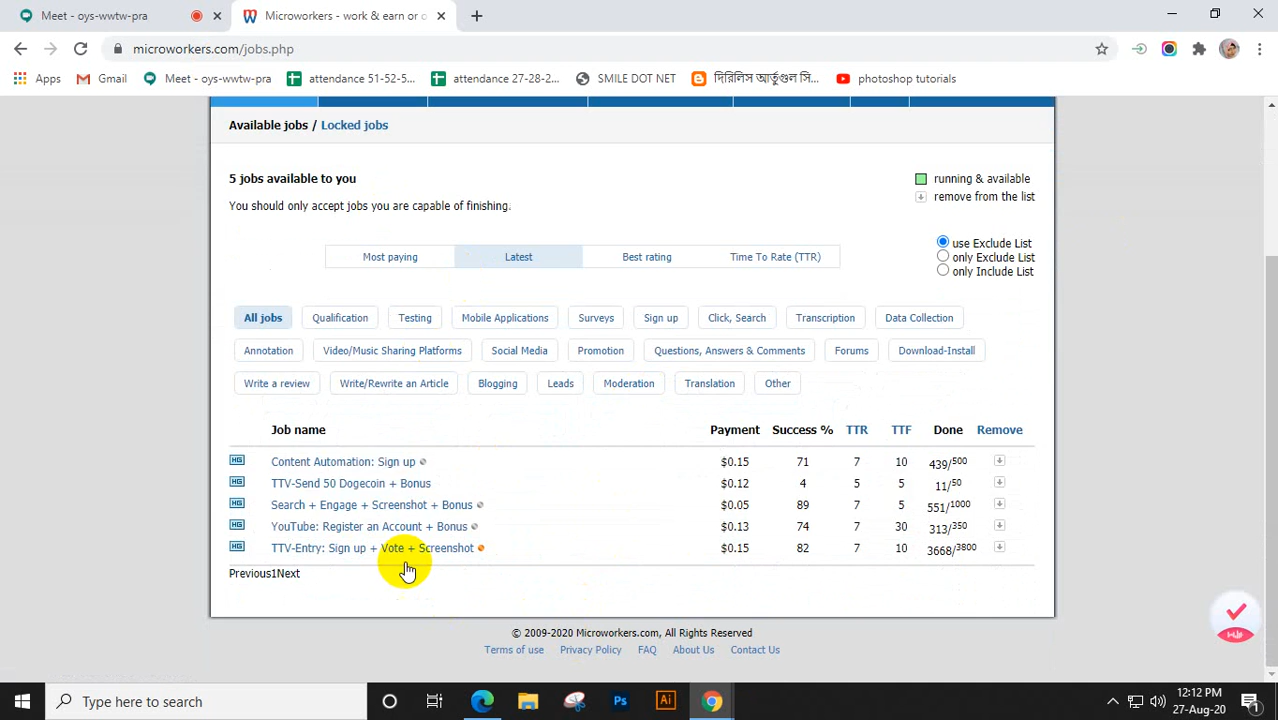 Meet - oys-wwtw-pra
Microworkers - work & earn or o
microworkers.com/jobs.php
Apps Gmail Meet - oys-wwtw-pra attendance 51-52-5... attendance 27-28-2... SMILE DOT NET দিরিলিস আর্তুগুল সি... photoshop tutorials
Available jobs / Locked jobs
5 jobs available to you
You should only accept jobs you are capable of finishing.
running & available
remove from the list
use Exclude List
only Exclude List
only Include List
Most paying Latest Best rating Time To Rate (TTR)
All jobs Qualification Testing Mobile Applications Surveys Sign up Click, Search Transcription Data Collection
Annotation Video/Music Sharing Platforms Social Media Promotion Questions, Answers & Comments Forums Download-Install
Write a review Write/Rewrite an Article Blogging Leads Moderation Translation Other
Job name Payment Success % TTR TTF Done Remove
HG Content Automation: Sign up $0.15 71 7 10 439/500
HG TTV-Send 50 Dogecoin + Bonus $0.12 4 5 5 11/50
HG Search + Engage + Screenshot + Bonus $0.05 89 7 5 551/1000
HG YouTube: Register an Account + Bonus $0.13 74 7 30 313/350
HG TTV-Entry: Sign up + Vote + Screenshot $0.15 82 7 10 3668/3800
Previous1Next
© 2009-2020 Microworkers.com, All Rights Reserved
Terms of use Privacy Policy FAQ About Us Contact Us
Type here to search
Ps Ai
12:12 PM
27-Aug-20
1